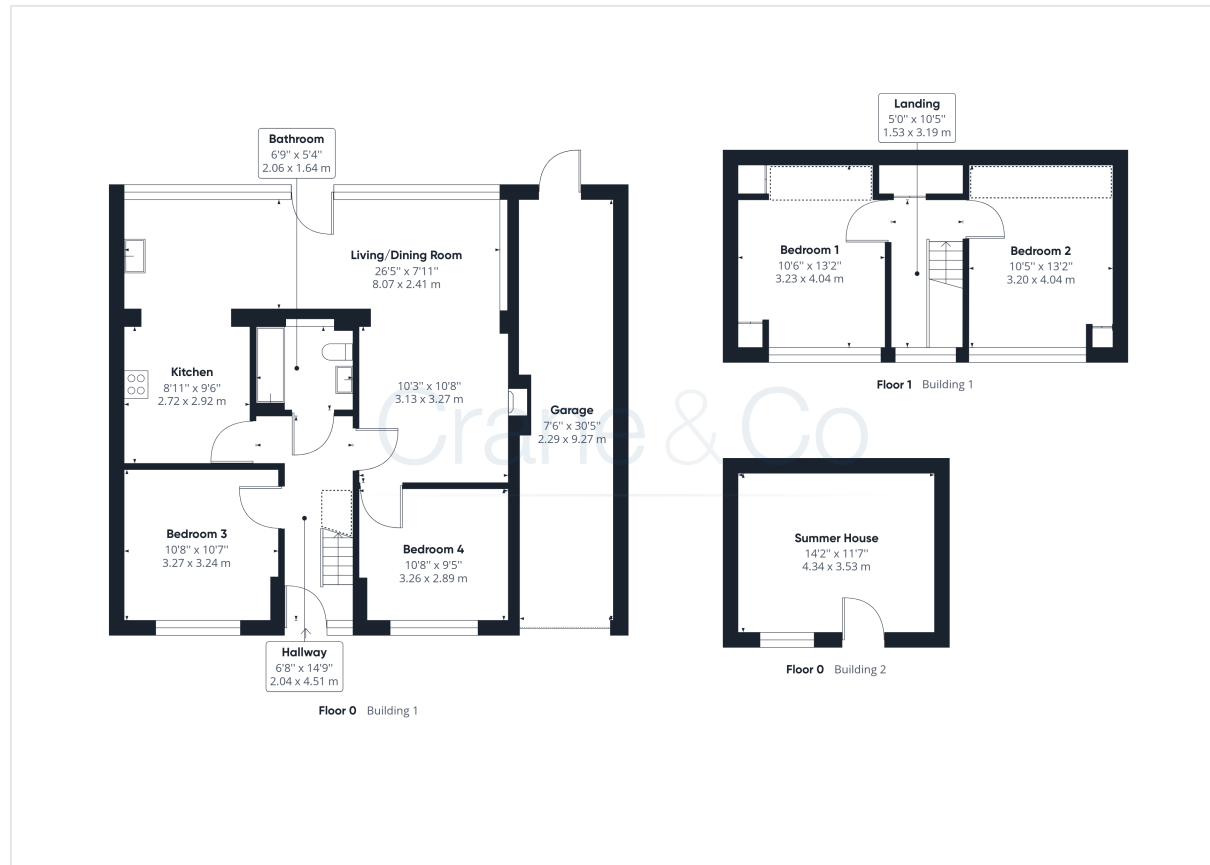 Bathroom
6'9" x 5'4"
2.06 x 1.64 m
Living/Dining Room
26'5" x 7'11"
8.07 x 2.41 m
Kitchen
8'11" x 9'6"
2.72 x 2.92 m
10'3" x 10'8"
3.13 x 3.27 m
Garage
7'6" x 30'5"
2.29 x 9.27 m
Bedroom 3
10'8" x 10'7"
3.27 x 3.24 m
Bedroom 4
10'8" x 9'5"
3.26 x 2.89 m
Hallway
6'8" x 14'9"
2.04 x 4.51 m
Floor 0 Building 1
Landing
5'0" x 10'5"
1.53 x 3.19 m
Bedroom 1
10'6" x 13'2"
3.23 x 4.04 m
Bedroom 2
10'5" x 13'2"
3.20 x 4.04 m
Floor 1 Building 1
Summer House
14'2" x 11'7"
4.34 x 3.53 m
Floor 0 Building 2
Crane & Co